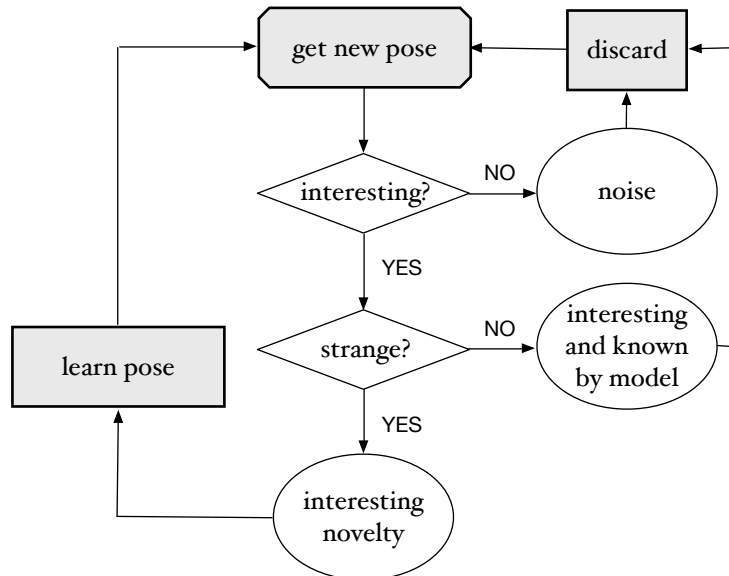 get new pose
discard
interesting?
NO
noise
YES
strange?
NO
interesting
and known
by model
learn pose
YES
interesting
novelty